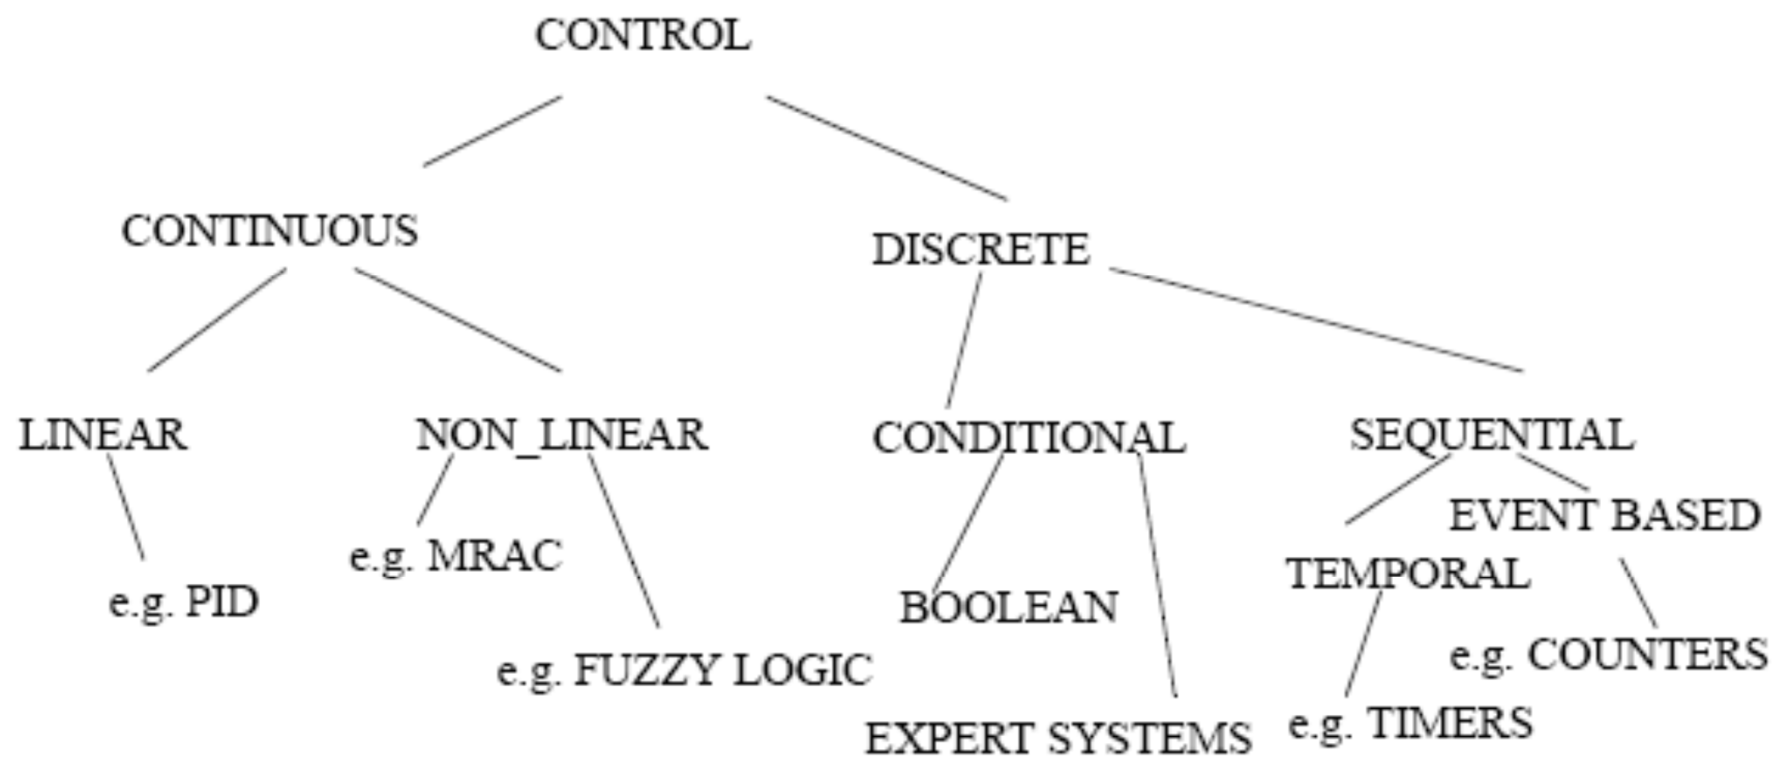 CONTROL
CONTINUOUS
DISCRETE
LINEAR
NON_LINEAR
CONDITIONAL
SEQUENTIAL
EVENT BASED
e.g. MRAC
TEMPORAL
e.g. PID
BOOLEAN
e.g. COUNTERS
e.g. FUZZY LOGIC
e.g. TIMERS
EXPERT SYSTEMS